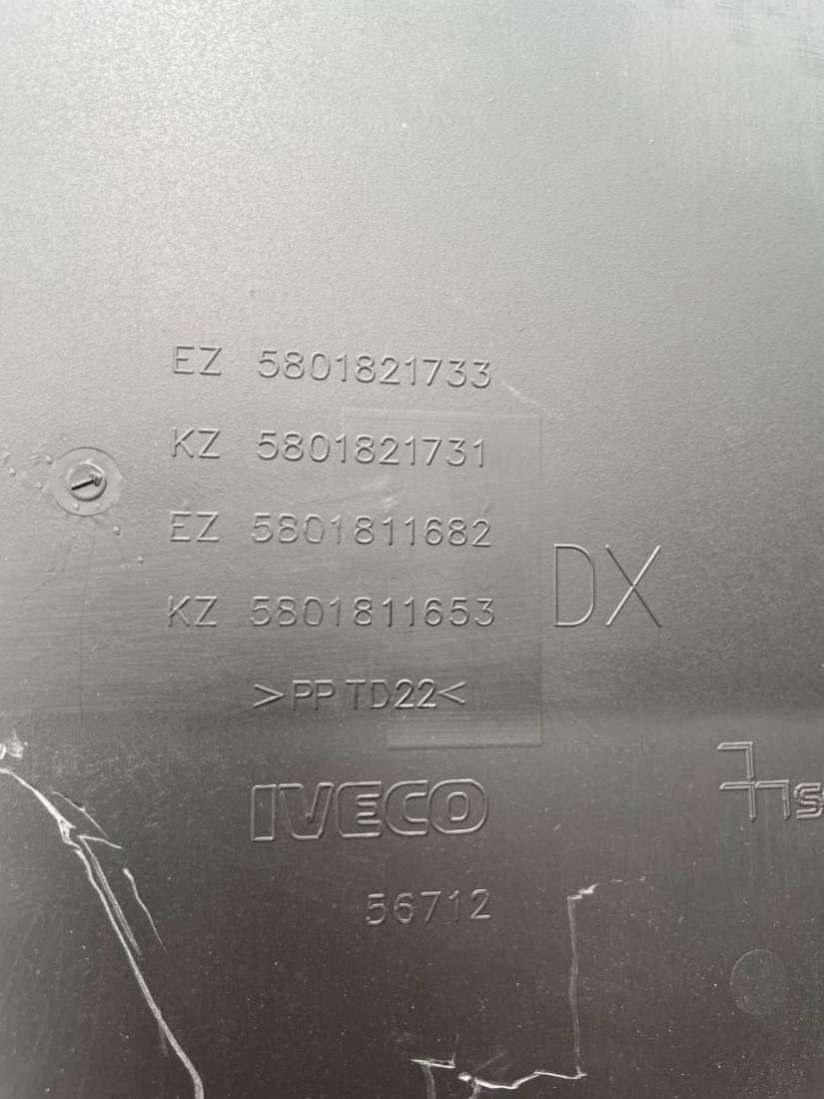 EZ 5801821733
KZ 5801821731
EZ 5801811682
KZ 5801811653
DX
>PP TD22<
IVECO
56712